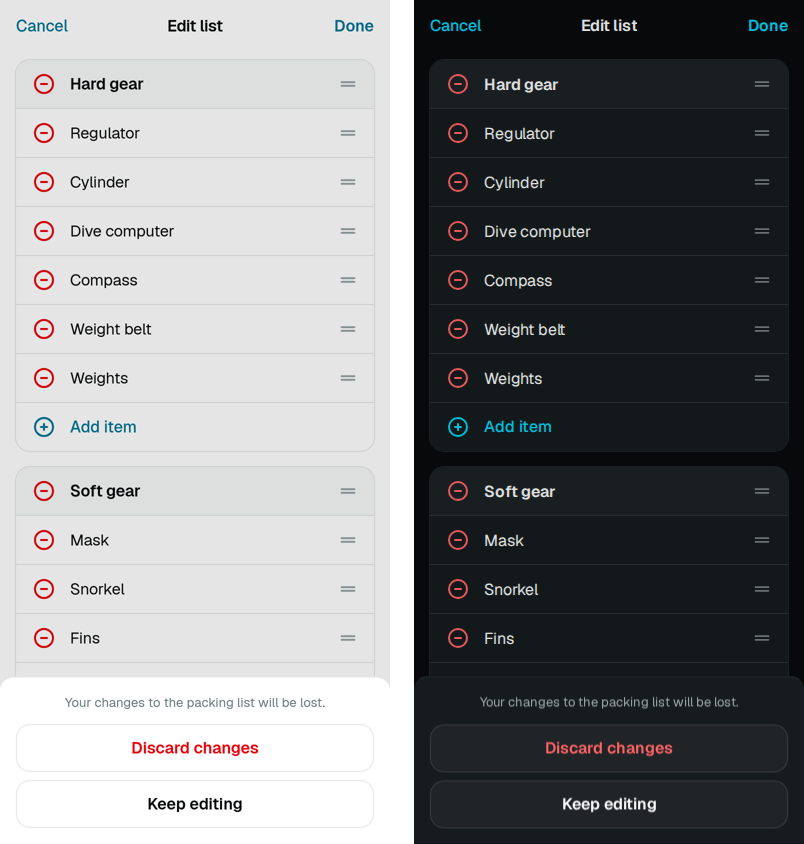 Cancel Edit list Done
Hard gear
Regulator
Cylinder
Dive computer
Compass
Weight belt
Weights
Add item
Soft gear
Mask
Snorkel
Fins
Your changes to the packing list will be lost.
Discard changes
Keep editing
Cancel Edit list Done
Hard gear
Regulator
Cylinder
Dive computer
Compass
Weight belt
Weights
Add item
Soft gear
Mask
Snorkel
Fins
Your changes to the packing list will be lost.
Discard changes
Keep editing